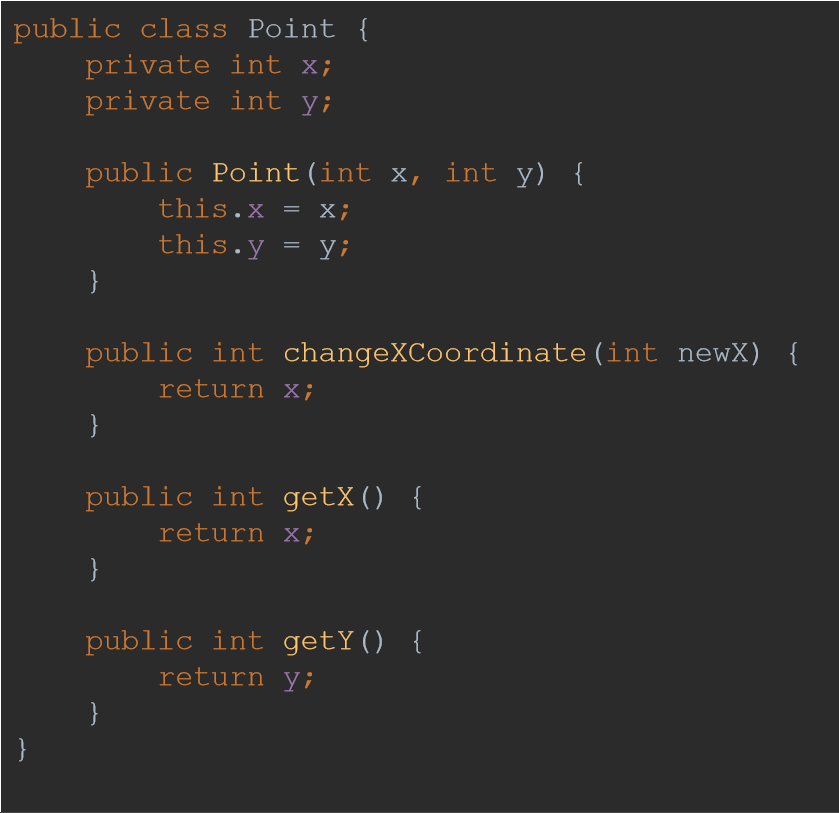 public class Point {
    private int x;
    private int y;

    public Point(int x, int y) {
        this.x = x;
        this.y = y;
    }

    public int changeXCoordinate(int newX) {
        return x;
    }

    public int getX() {
        return x;
    }

    public int getY() {
        return y;
    }
}